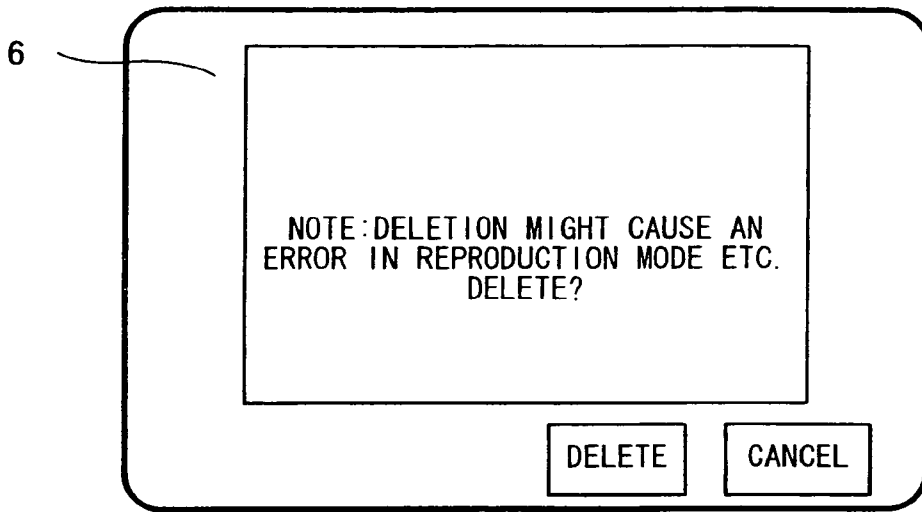 6
NOTE:DELETION MIGHT CAUSE AN
ERROR IN REPRODUCTION MODE ETC.
DELETE?
DELETE
CANCEL